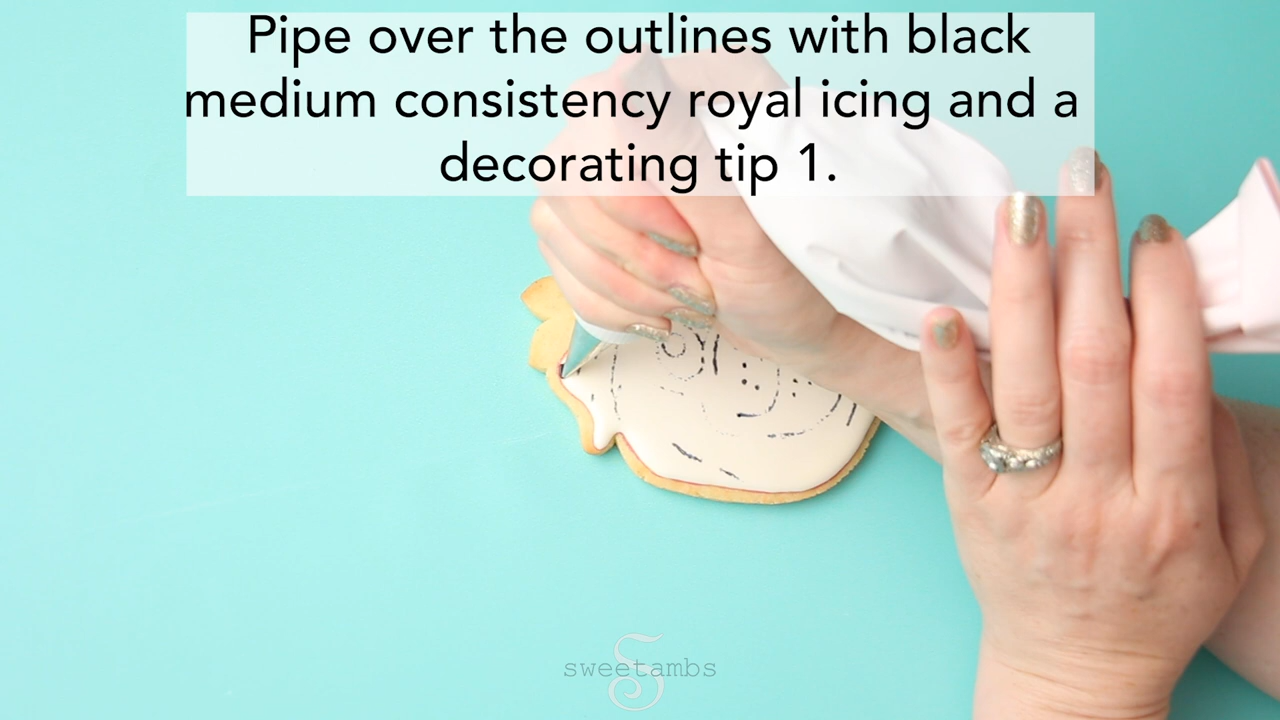 Pipe over the outlines with black
medium consistency royal icing and a
decorating tip 1.
sweetambs